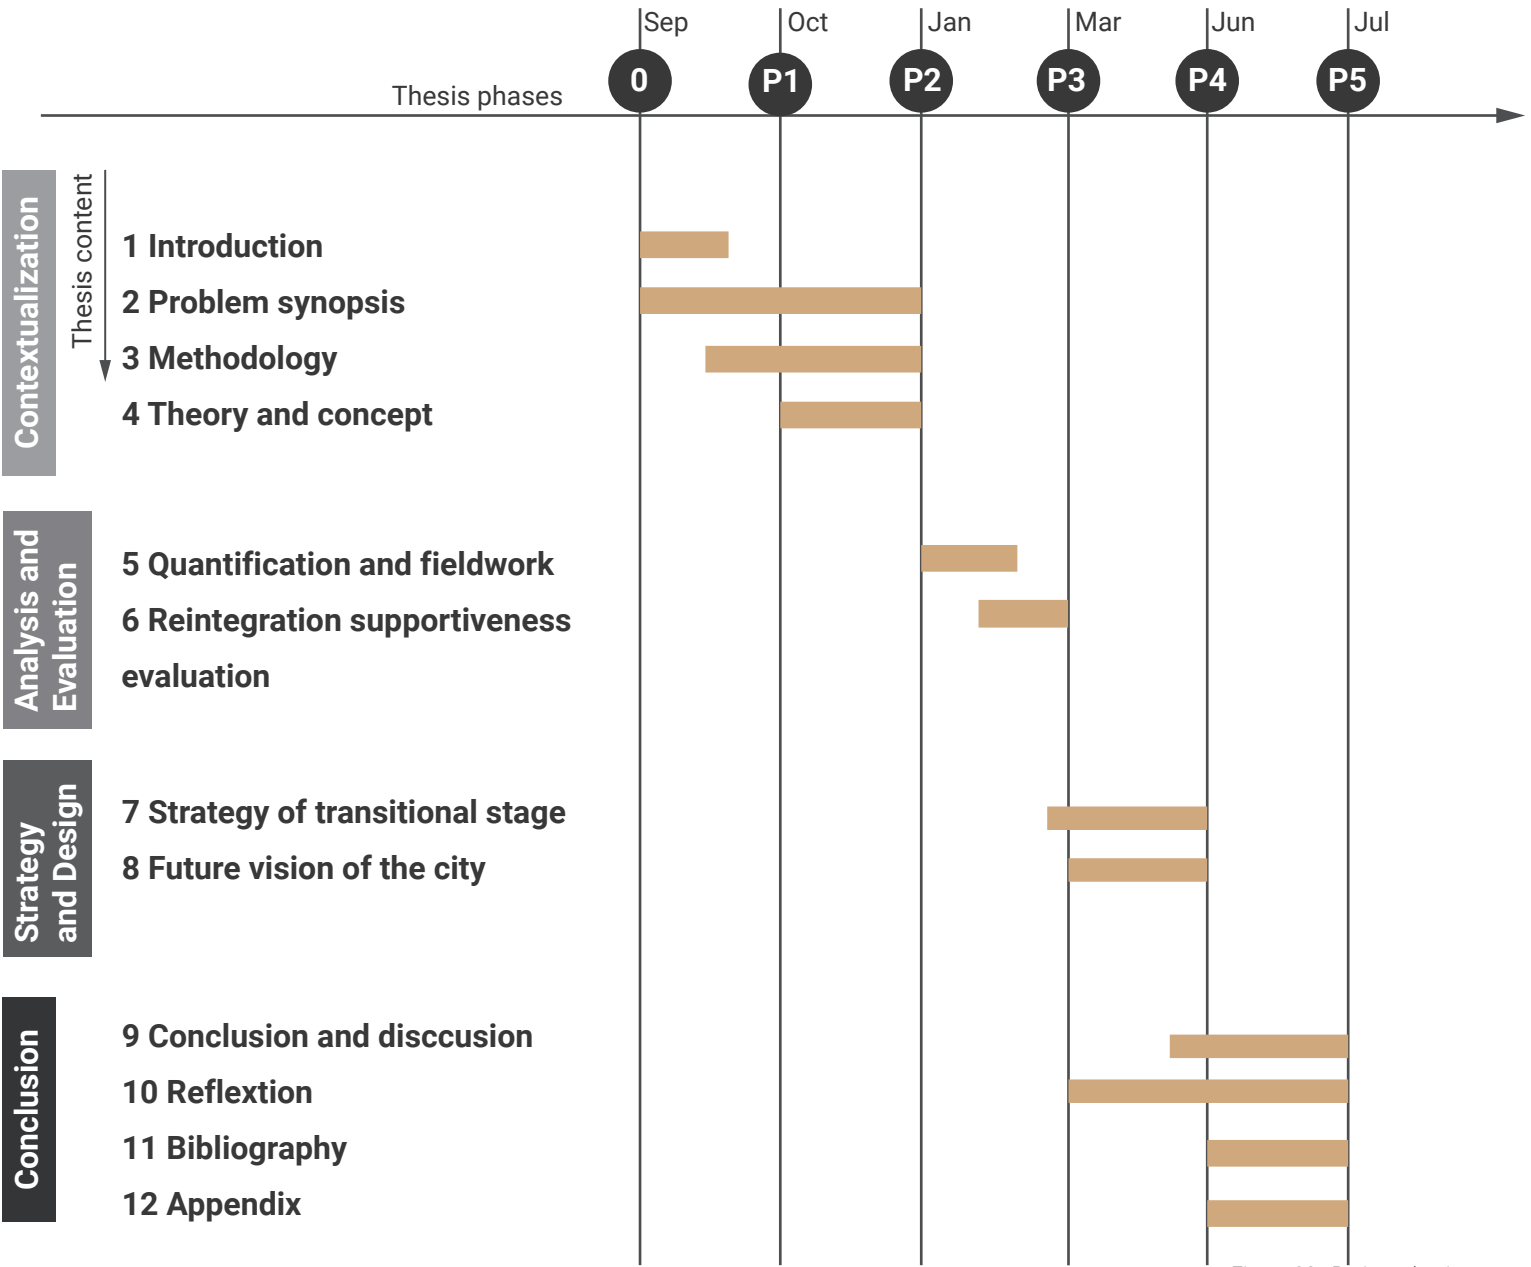 Sep
Oct
Jan
Mar
Jun
Jul
0
P1
P2
P3
P4
P5
Thesis phases
Thesis content
Contextualization
1 Introduction
2 Problem synopsis
3 Methodology
4 Theory and concept
Analysis and
Evaluation
5 Quantification and fieldwork
6 Reintegration supportiveness
evaluation
Strategy
and Design
7 Strategy of transitional stage
8 Future vision of the city
Conclusion
9 Conclusion and disccusion
10 Reflextion
11 Bibliography
12 Appendix